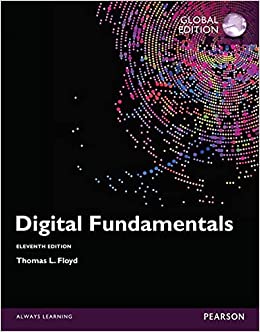 GLOBAL
EDITION
Digital Fundamentals
ELEVENTH EDITION
Thomas L. Floyd
ALWAYS LEARNING
PEARSON